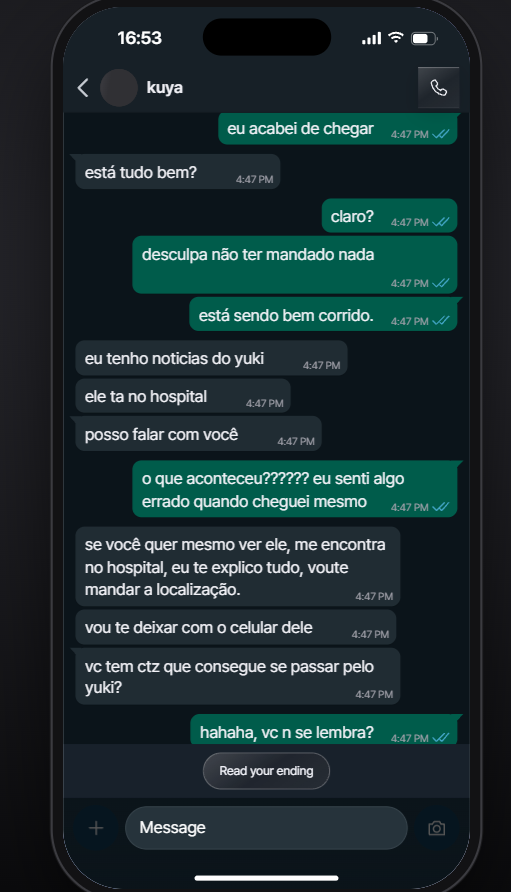 16:53
kuya
eu acabei de chegar 4:47 PM
está tudo bem? 4:47 PM
claro? 4:47 PM
desculpa não ter mandado nada
4:47 PM
está sendo bem corrido. 4:47 PM
eu tenho noticias do yuki 4:47 PM
ele ta no hospital 4:47 PM
posso falar com você 4:47 PM
o que aconteceu?????? eu senti algo
errado quando cheguei mesmo 4:47 PM
se você quer mesmo ver ele, me encontra
no hospital, eu te explico tudo, voute
mandar a localização. 4:47 PM
vou te deixar com o celular dele 4:47 PM
vc tem ctz que consegue se passar pelo
yuki? 4:47 PM
hahaha, vc n se lembra? 4:47 PM
Read your ending
Message